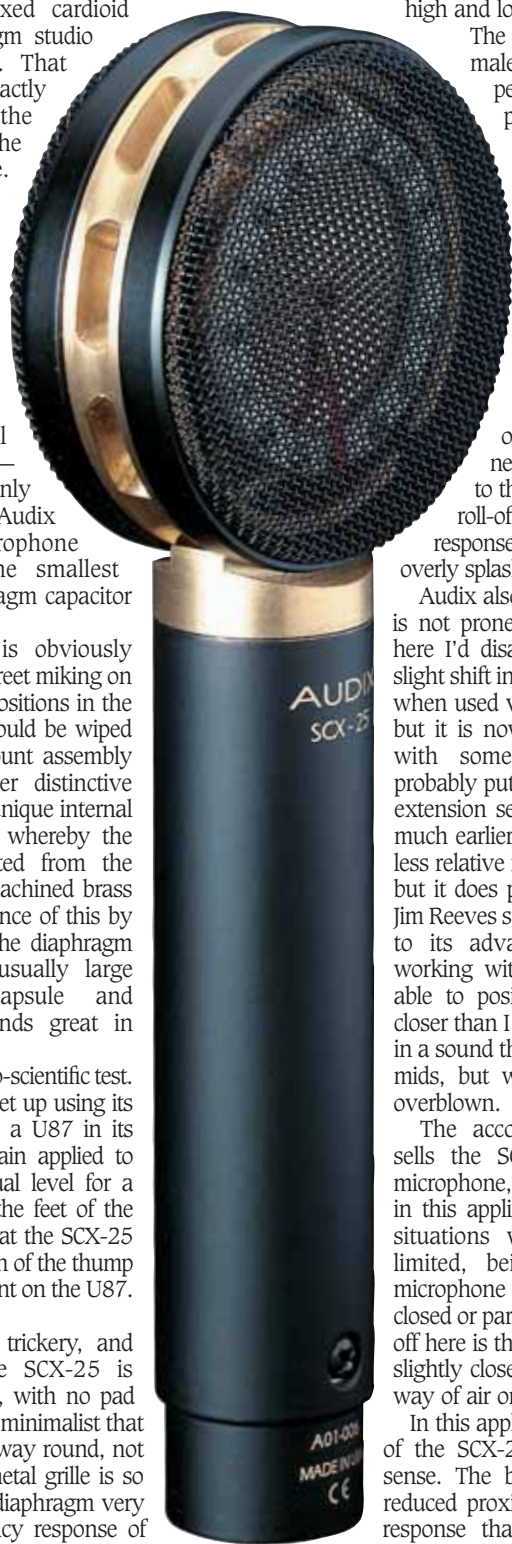 xed cardioid
gm studio
. That
actly
the
he
e.
l
—
nly
Audix
rophone
ne smallest
agm capacitor
is obviously
reet miking on
ositions in the
ould be wiped
ount assembly
er distinctive
unique internal
whereby the
ted from the
achined brass
nce of this by
he diaphragm
usually large
apsule and
nds great in
o-scientific test.
et up using its
a U87 in its
ain applied to
ual level for a
the feet of the
at the SCX-25
h of the thump
nt on the U87.
trickery, and
e SCX-25 is
, with no pad
minimalist that
way round, not
netal grille is so
diaphragm very
cy response of
AUDIX
SCX-25
MADE IN
CE
high and lo
The
male
pe
p
o
ne
to th
roll-of
response
overly splash
Audix also
is not prone
here I'd disa
slight shift in
when used v
but it is now
with some
probably put
extension se
much earlier
less relative
but it does p
Jim Reeves s
to its adva
working wit
able to posi
closer than I
in a sound th
mids, but w
overblown.
The acco
sells the SC
microphone,
in this appli
situations w
limited, bei
microphone
closed or par
off here is th
slightly close
way of air or
In this appl
of the SCX-2
sense. The b
reduced proxi
response tha